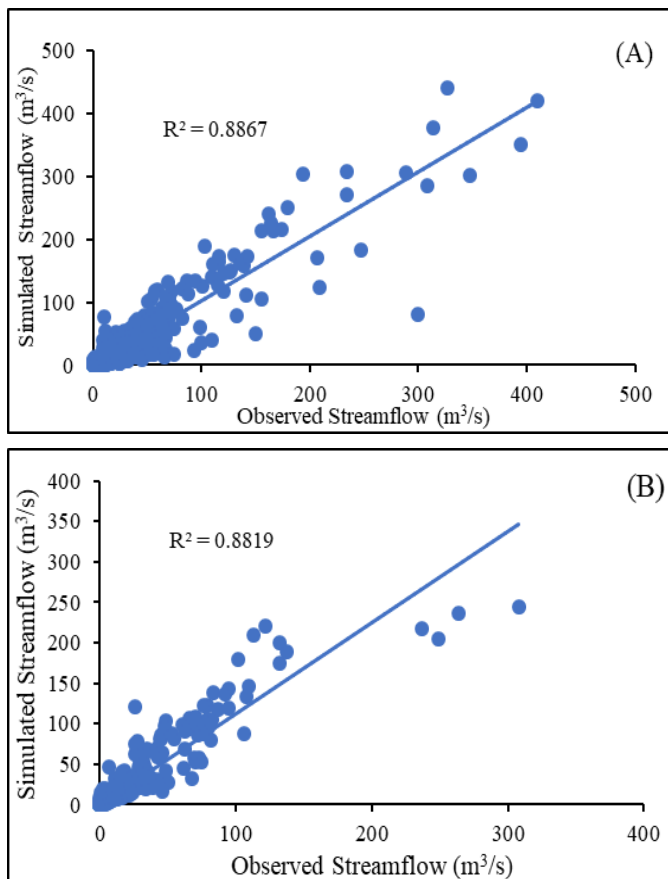 (A)
Simulated Streamflow (m³/s)
500
400
300
200
100
0
R² = 0.8867
0 100 200 300 400 500
Observed Streamflow (m³/s)
(B)
Simulated Streamflow (m³/s)
400
350
300
250
200
150
100
50
0
R² = 0.8819
0 100 200 300 400
Observed Streamflow (m³/s)